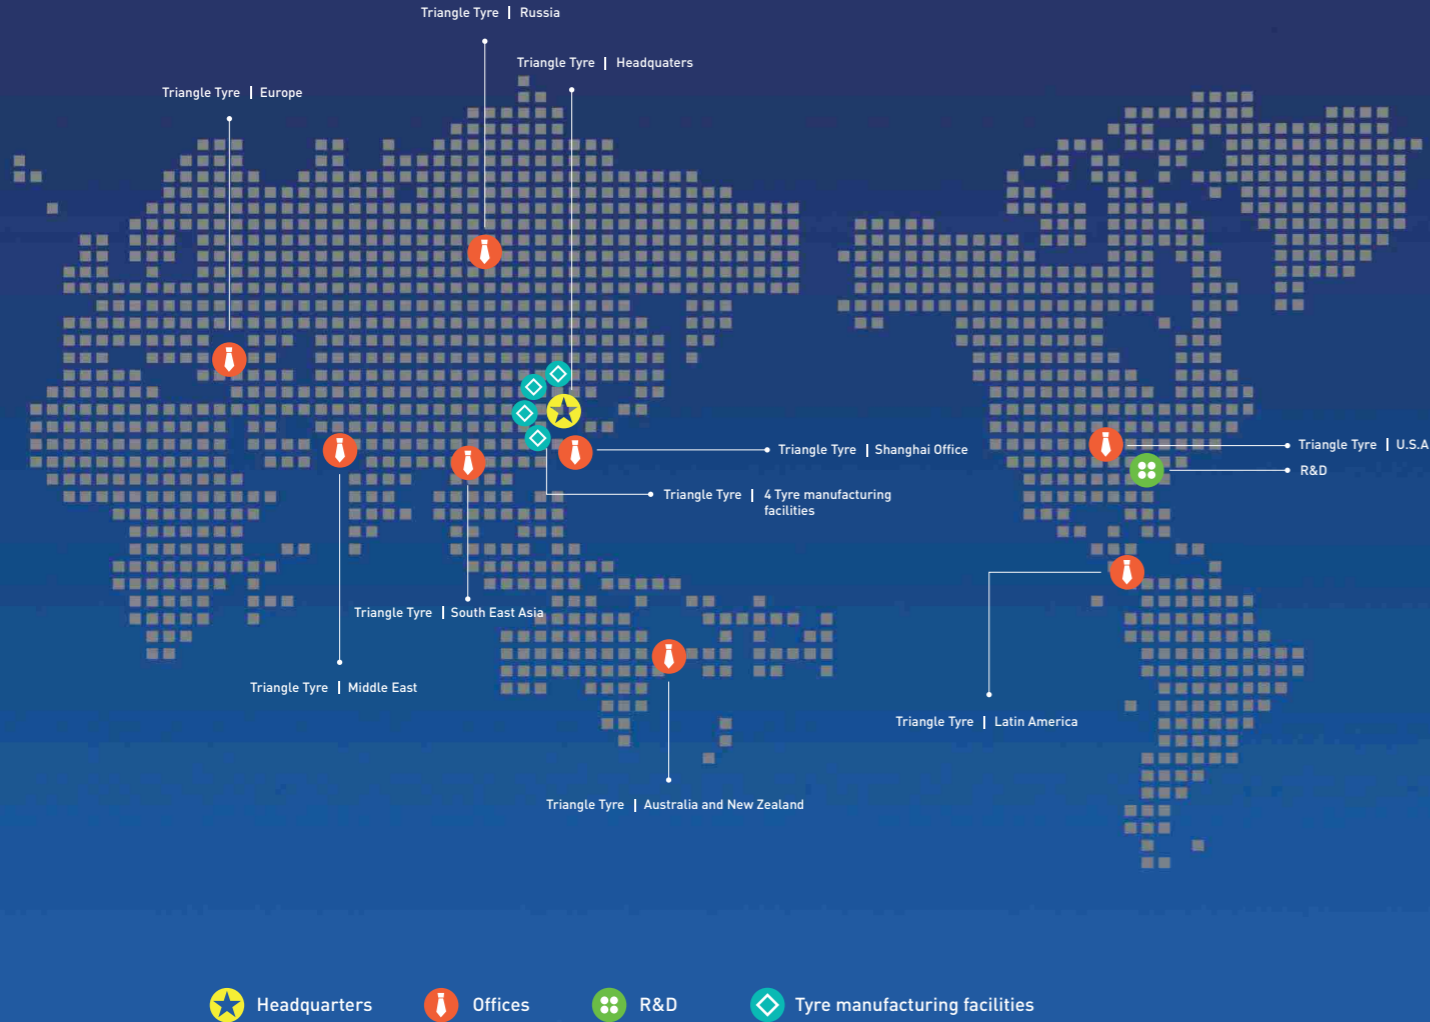 Triangle Tyre | Russia
Triangle Tyre | Headquaters
Triangle Tyre | Europe
Triangle Tyre | U.S.A
Triangle Tyre | Shanghai Office
R&D
Triangle Tyre | 4 Tyre manufacturing
facilities
Triangle Tyre | South East Asia
Triangle Tyre | Middle East
Triangle Tyre | Latin America
Triangle Tyre | Australia and New Zealand
Headquarters Offices R&D Tyre manufacturing facilities